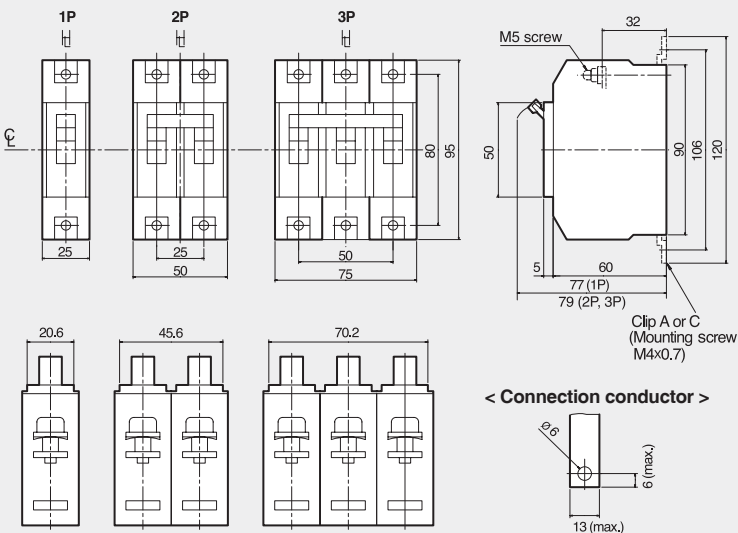 1P
2P
3P
32
M5 screw
℄
80
95
50
90
106
120
25
25
50
50
75
5
60
77 (1P)
79 (2P, 3P)
Clip A or C
(Mounting screw
M4x0.7)
20.6
45.6
70.2
< Connection conductor >
ø6
6 (max.)
13 (max.)